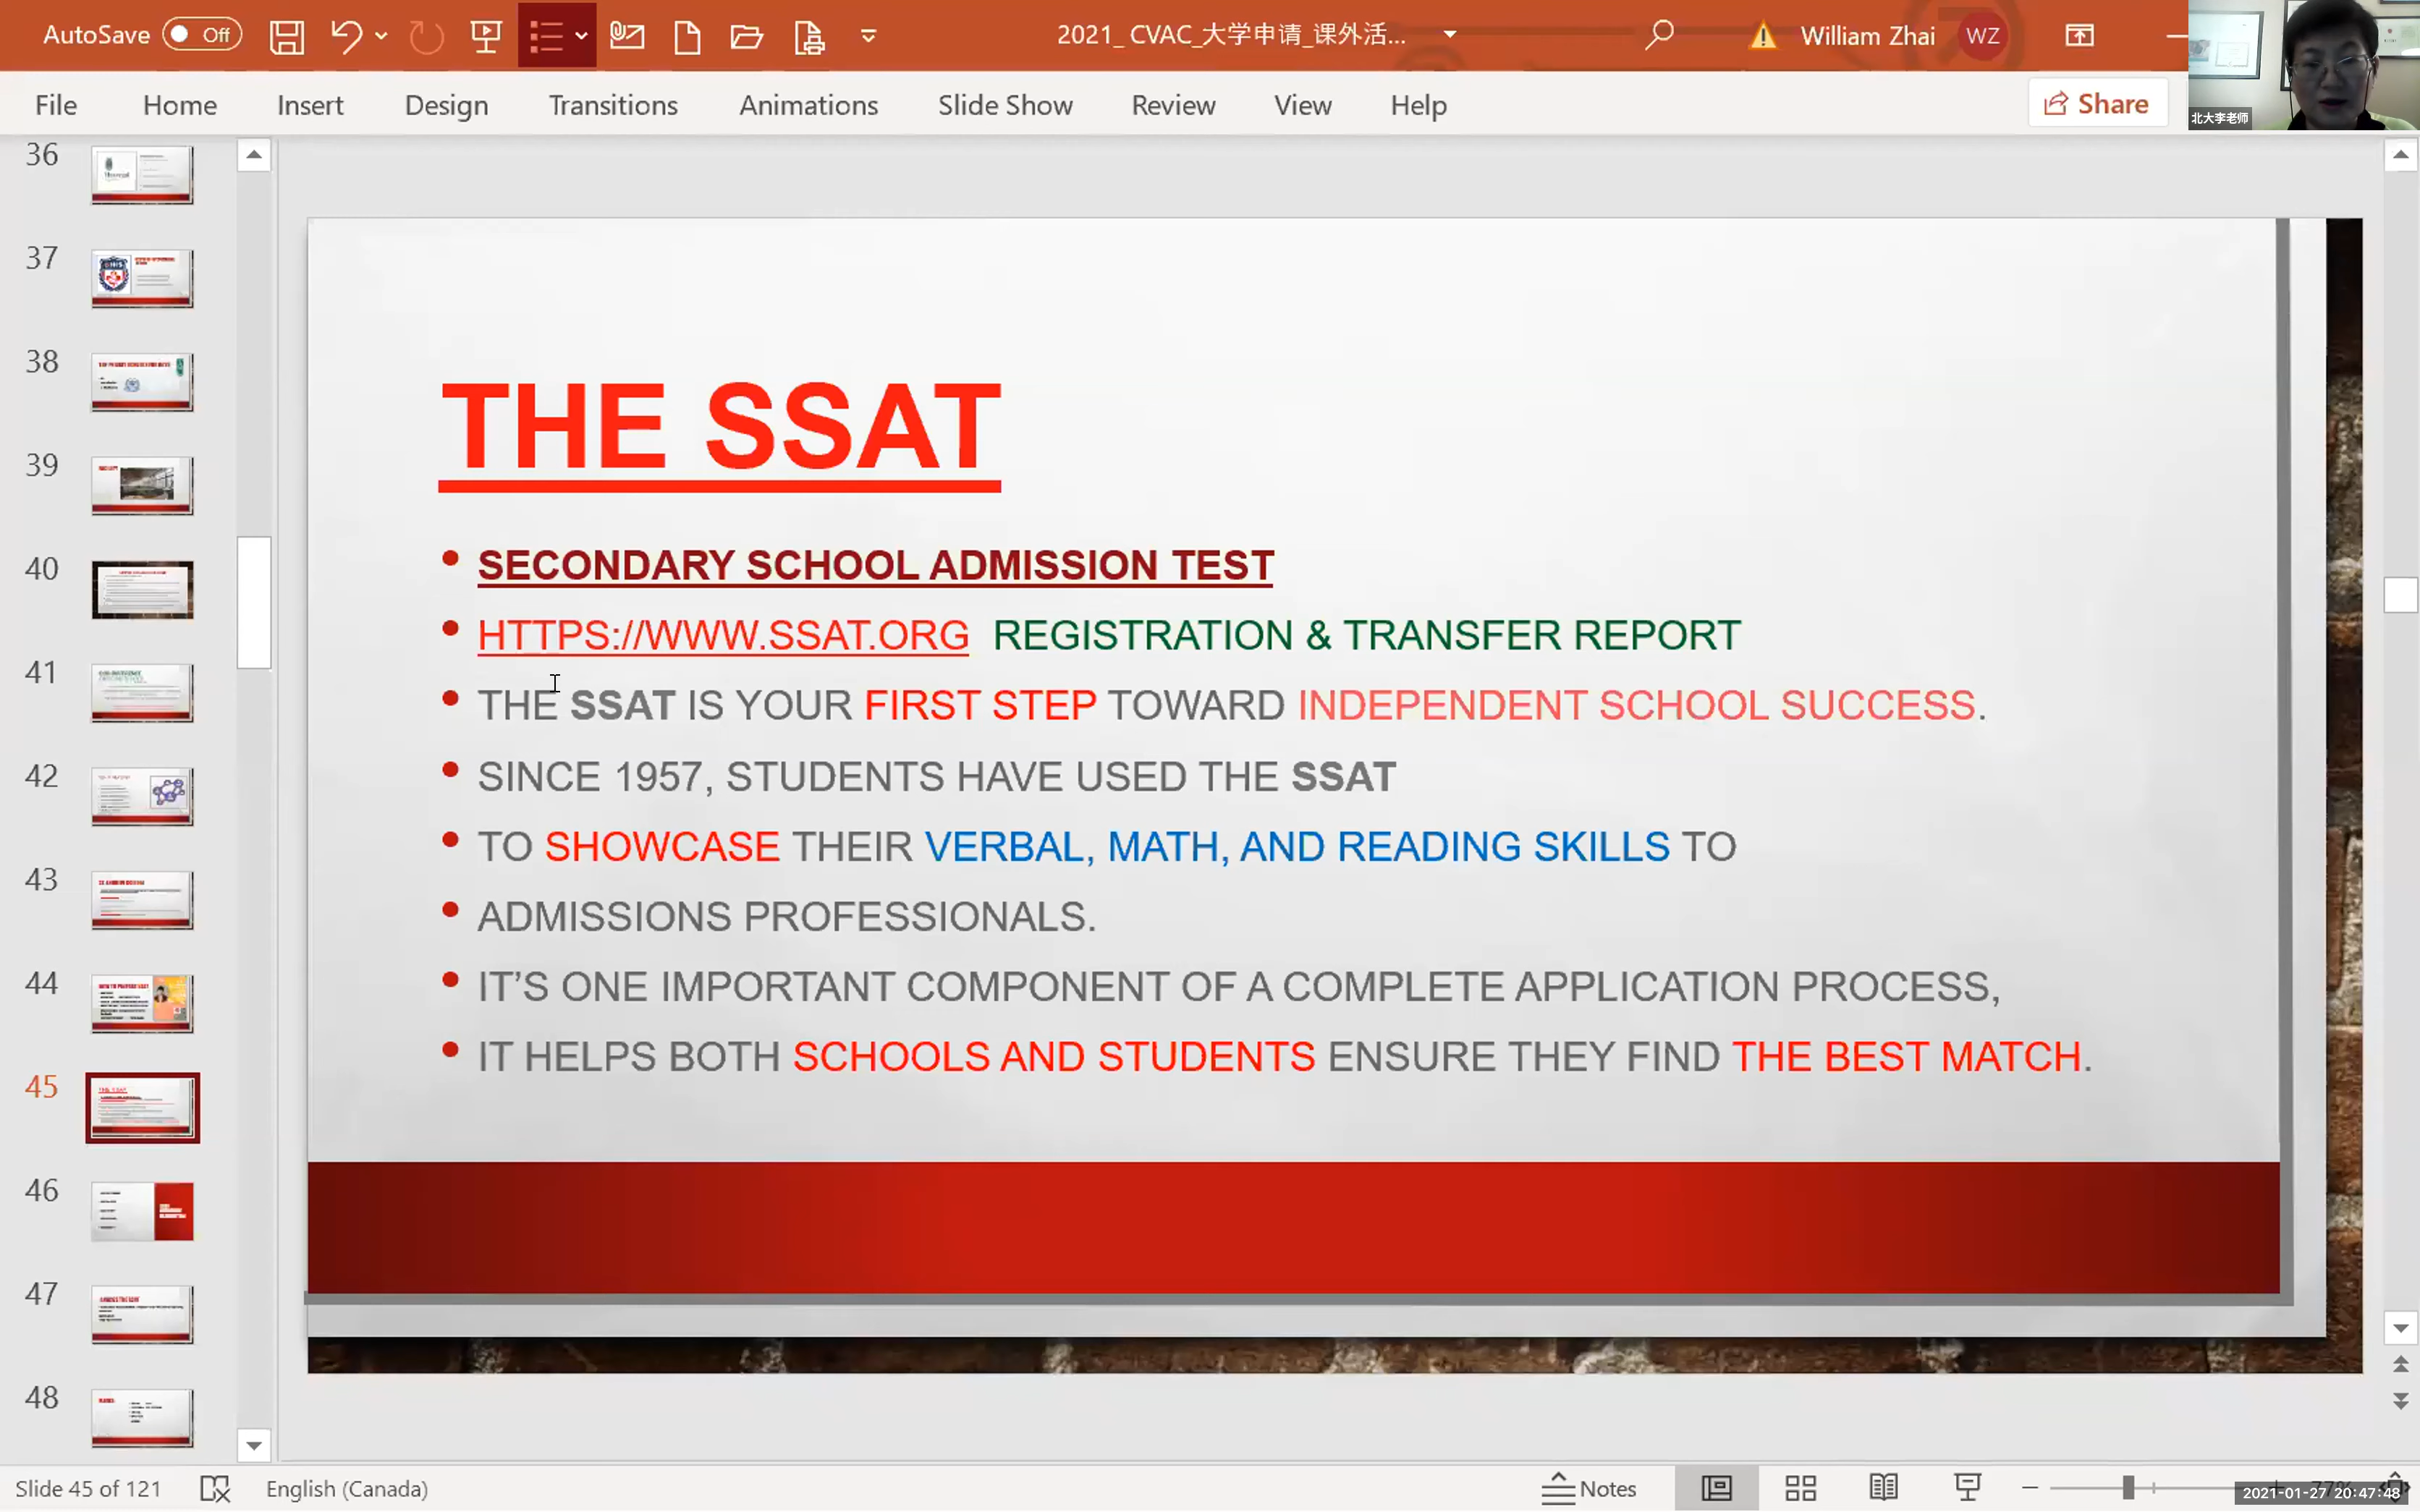 AutoSave Off
2021_ CVAC_大学申请_课外活...
William Zhai WZ
File Home Insert Design Transitions Animations Slide Show Review View Help
Share
北大李老师
36
37
38
39
40
41
42
43
44
45
46
47
48
THE SSAT
• SECONDARY SCHOOL ADMISSION TEST
• HTTPS://WWW.SSAT.ORG REGISTRATION & TRANSFER REPORT
• THE SSAT IS YOUR FIRST STEP TOWARD INDEPENDENT SCHOOL SUCCESS.
• SINCE 1957, STUDENTS HAVE USED THE SSAT
• TO SHOWCASE THEIR VERBAL, MATH, AND READING SKILLS TO
• ADMISSIONS PROFESSIONALS.
• IT’S ONE IMPORTANT COMPONENT OF A COMPLETE APPLICATION PROCESS,
• IT HELPS BOTH SCHOOLS AND STUDENTS ENSURE THEY FIND THE BEST MATCH.
Slide 45 of 121 English (Canada) Notes
2021-01-27 20:47:48